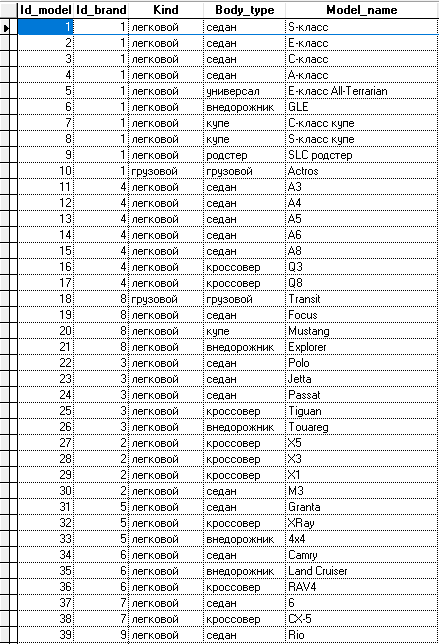 Id_model Id_brand Kind Body_type Model_name
1 1 легковой седан S-класс
2 1 легковой седан E-класс
3 1 легковой седан C-класс
4 1 легковой седан A-класс
5 1 легковой универсал E-класс All-Terrarian
6 1 легковой внедорожник GLE
7 1 легковой купе C-класс купе
8 1 легковой купе S-класс купе
9 1 легковой родстер SLC родстер
10 1 грузовой грузовой Actros
11 4 легковой седан A3
12 4 легковой седан A4
13 4 легковой седан A5
14 4 легковой седан A6
15 4 легковой седан A8
16 4 легковой кроссовер Q3
17 4 легковой кроссовер Q8
18 8 грузовой грузовой Transit
19 8 легковой седан Focus
20 8 легковой купе Mustang
21 8 легковой внедорожник Explorer
22 3 легковой седан Polo
23 3 легковой седан Jetta
24 3 легковой седан Passat
25 3 легковой кроссовер Tiguan
26 3 легковой внедорожник Touareg
27 2 легковой кроссовер X5
28 2 легковой кроссовер X3
29 2 легковой кроссовер X1
30 2 легковой седан M3
31 5 легковой седан Granta
32 5 легковой кроссовер XRay
33 5 легковой внедорожник 4x4
34 6 легковой седан Camry
35 6 легковой внедорожник Land Cruiser
36 6 легковой кроссовер RAV4
37 7 легковой седан 6
38 7 легковой кроссовер CX-5
39 9 легковой седан Rio